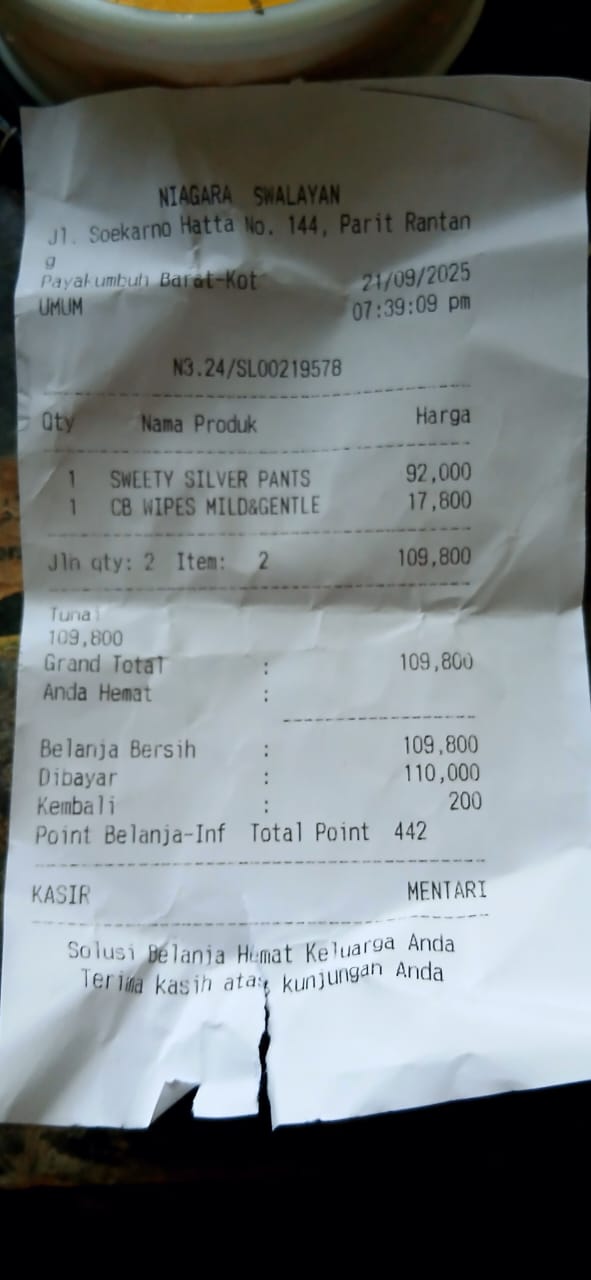 NIAGARA SWALAYAN
Jl. Soekarno Hatta No. 144, Parit Rantan
g
Payakumbuh Barat-Kot 21/09/2025
UMUM 07:39:09 pm
N3.24/SL00219578
Qty Nama Produk Harga
1 SWEETY SILVER PANTS 92,000
1 CB WIPES MILD&GENTLE 17,800
Jln qty: 2 Item: 2 109,800
Tunai
109,800
Grand Total : 109,800
Anda Hemat :
Belanja Bersih : 109,800
Dibayar : 110,000
Kembali : 200
Point Belanja-Inf Total Point 442
KASIR MENTARI
Solusi Belanja Hemat Keluarga Anda
Terima kasih atas kunjungan Anda